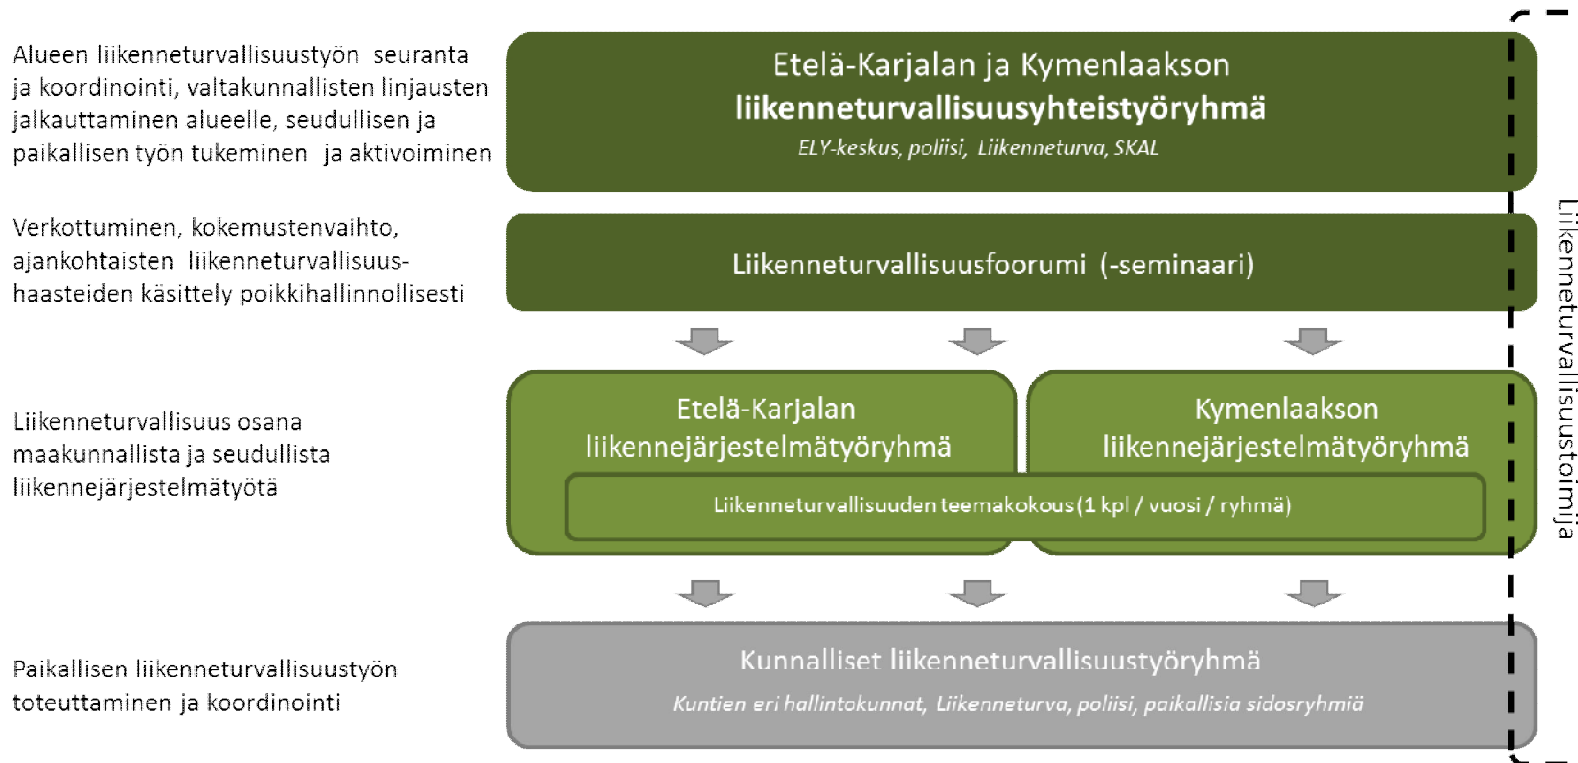 Alueen liikenneturvallisuustyön seuranta
ja koordinointi, valtakunnallisten linjausten
jalkauttaminen alueelle, seudullisen ja
paikallisen työn tukeminen ja aktivoiminen
Etelä-Karjalan ja Kymenlaakson
liikenneturvallisuusyhteistyöryhmä
ELY-keskus, poliisi, Liikenneturva, SKAL
Verkottuminen, kokemustenvaihto,
ajankohtaisten liikenneturvallisuus-
haasteiden käsittely poikkihallinnollisesti
Liikenneturvallisuusfoorumi (-seminaari)
Liikenneturvallisuus osana
maakunnallista ja seudullista
liikennejärjestelmätyötä
Etelä-Karjalan
liikennejärjestelmätyöryhmä
Kymenlaakson
liikennejärjestelmätyöryhmä
Liikenneturvallisuuden teemakokous (1 kpl / vuosi / ryhmä)
Paikallisen liikenneturvallisuustyön
toteuttaminen ja koordinointi
Kunnalliset liikenneturvallisuustyöryhmä
Kuntien eri hallintokunnat, Liikenneturva, poliisi, paikallisia sidosryhmiä
Liikenneturvallisuustoimija